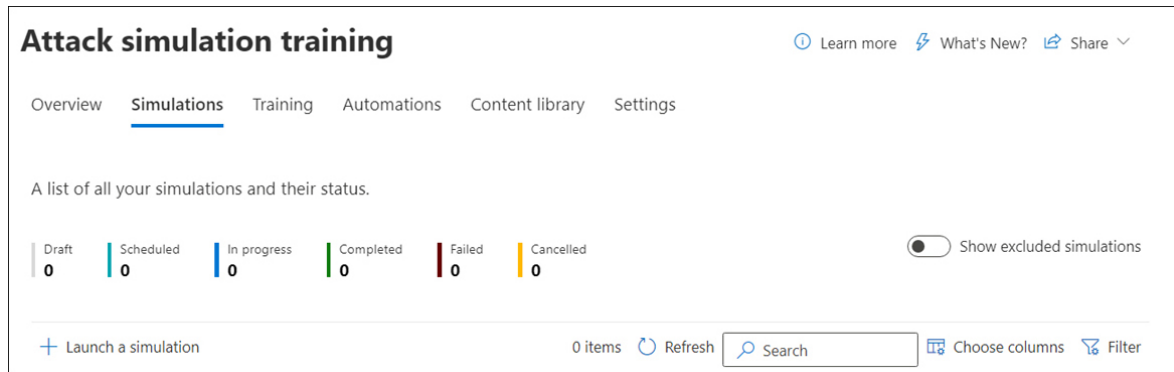 Attack simulation training
Learn more What's New? Share
Overview Simulations Training Automations Content library Settings
A list of all your simulations and their status.
Draft Scheduled In progress Completed Failed Cancelled
0 0 0 0 0 0
Show excluded simulations
Launch a simulation 0 items Refresh Search Choose columns Filter